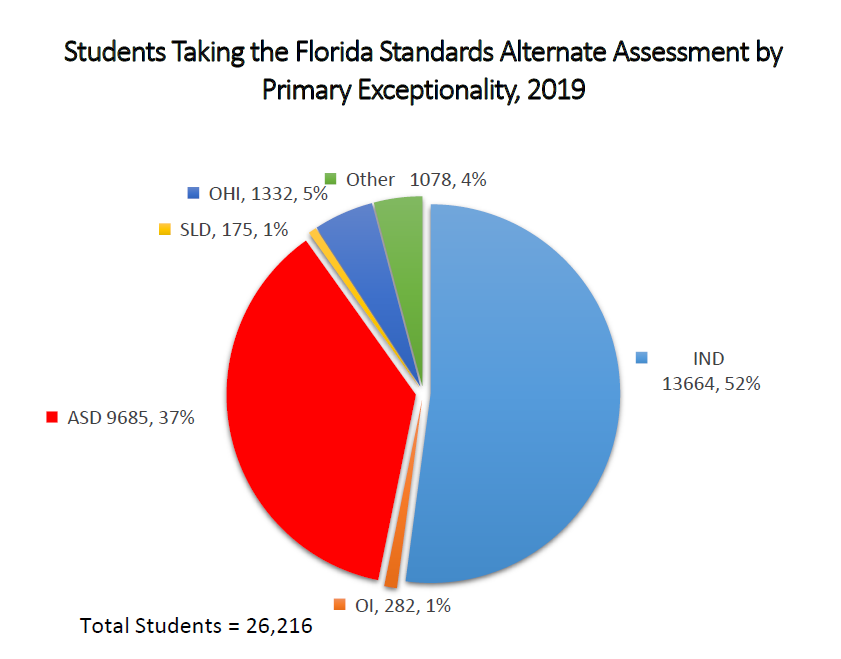 Students Taking the Florida Standards Alternate Assessment by
Primary Exceptionality, 2019
Other 1078, 4%
OHI, 1332, 5%
SLD, 175, 1%
IND
13664, 52%
ASD 9685, 37%
OI, 282, 1%
Total Students = 26,216